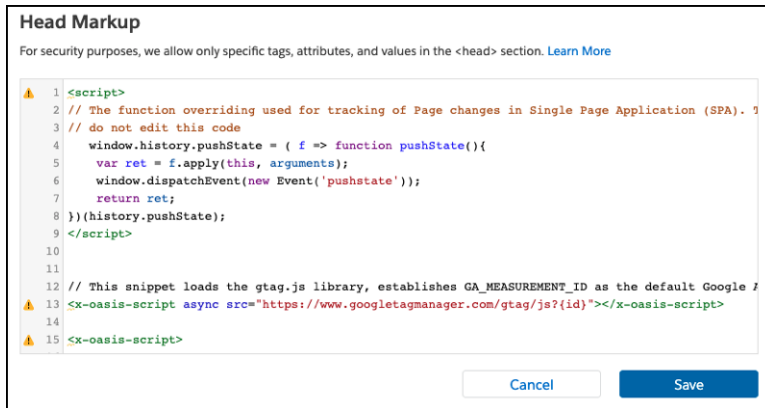 Head Markup
For security purposes, we allow only specific tags, attributes, and values in the <head> section. Learn More
1 <script>
2 // The function overriding used for tracking of Page changes in Single Page Application (SPA).
3 // do not edit this code
4 window.history.pushState = ( f => function pushState(){
5 var ret = f.apply(this, arguments);
6 window.dispatchEvent(new Event('pushstate'));
7 return ret;
8 })(history.pushState);
9 </script>
10
11
12 // This snippet loads the gtag.js library, establishes GA_MEASUREMENT_ID as the default Google
13 <x-oasis-script async src="https://www.googletagmanager.com/gtag/js?{id}"></x-oasis-script>
14
15 <x-oasis-script>
Cancel
Save